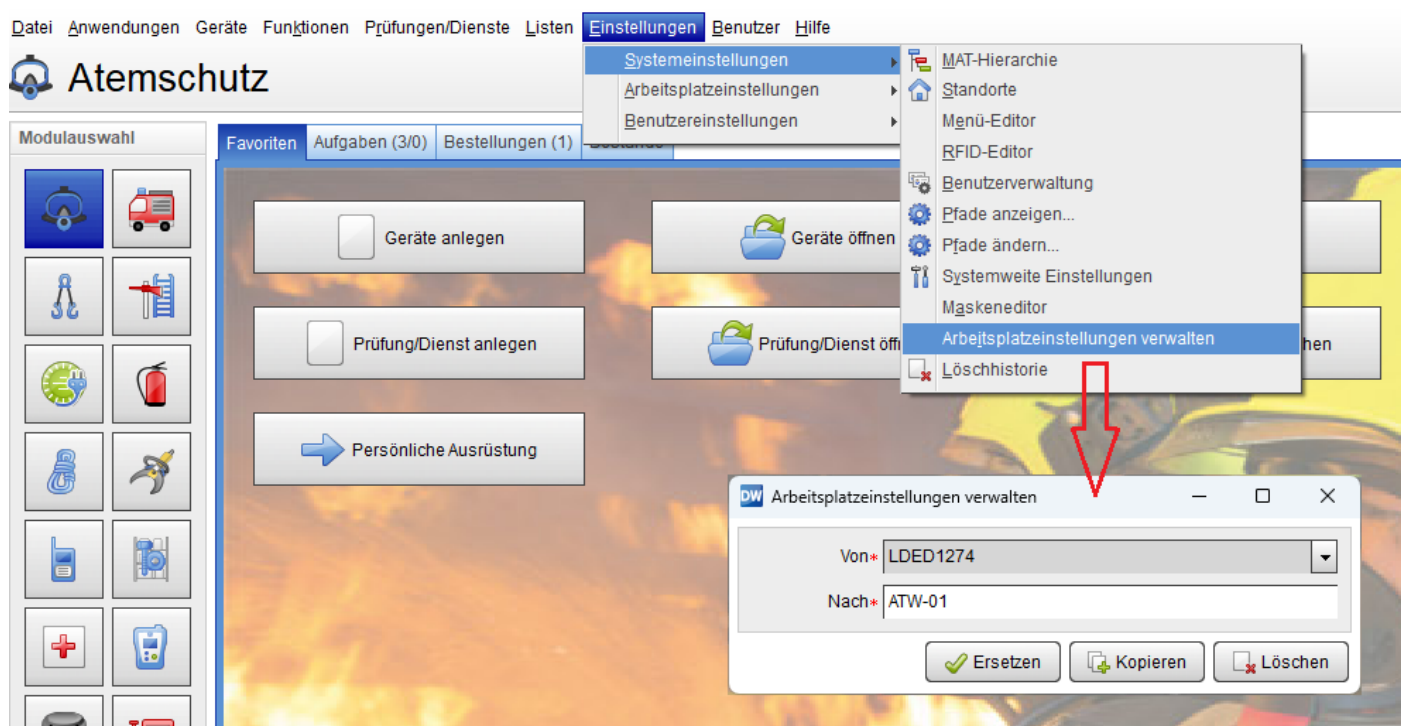 Datei Anwendungen Geräte Funktionen Prüfungen/Dienste Listen Einstellungen Benutzer Hilfe
Atemschutz
Systemeinstellungen
Arbeitsplatzeinstellungen
Benutzereinstellungen
MAT-Hierarchie
Standorte
Menü-Editor
RFID-Editor
Benutzerverwaltung
Pfade anzeigen...
Pfade ändern...
Systemweite Einstellungen
Maskeneditor
Arbeitsplatzeinstellungen verwalten
Löschhistorie
Modulauswahl
Favoriten Aufgaben (3/0) Bestellungen (1)
Geräte anlegen
Geräte öffnen
Prüfung/Dienst anlegen
Prüfung/Dienst öff
hen
Persönliche Ausrüstung
DW Arbeitsplatzeinstellungen verwalten
Von* LDED1274
Nach* ATW-01
Ersetzen Kopieren Löschen